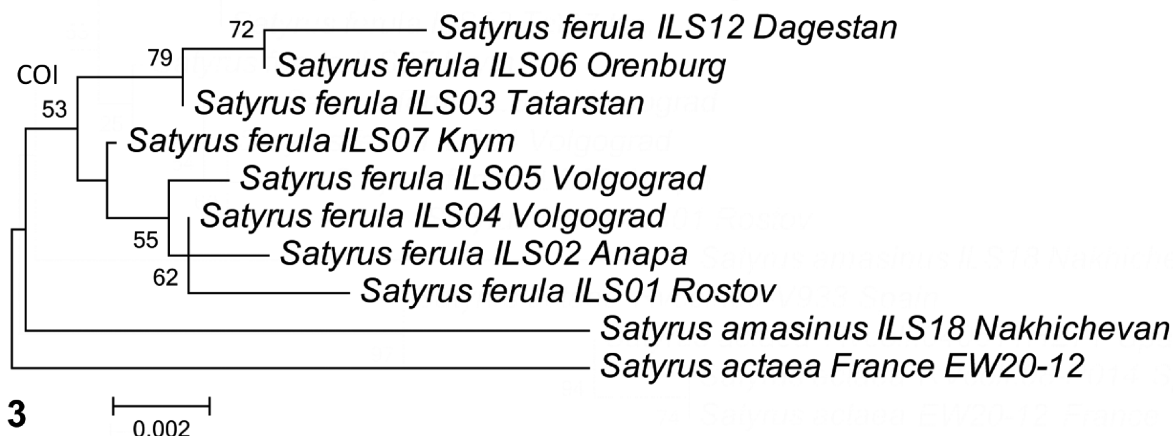 72
Satyrus ferula ILS12 Dagestan
79
Satyrus ferula ILS06 Orenburg
COI
Satyrus ferula ILS03 Tatarstan
53
Satyrus ferula ILS07 Krym
Satyrus ferula ILS05 Volgograd
Satyrus ferula ILS04 Volgograd
55
Satyrus ferula ILS02 Anapa
62
Satyrus ferula ILS01 Rostov
Satyrus amasinus ILS18 Nakhichevan
Satyrus actaea France EW20-12
3
0.002